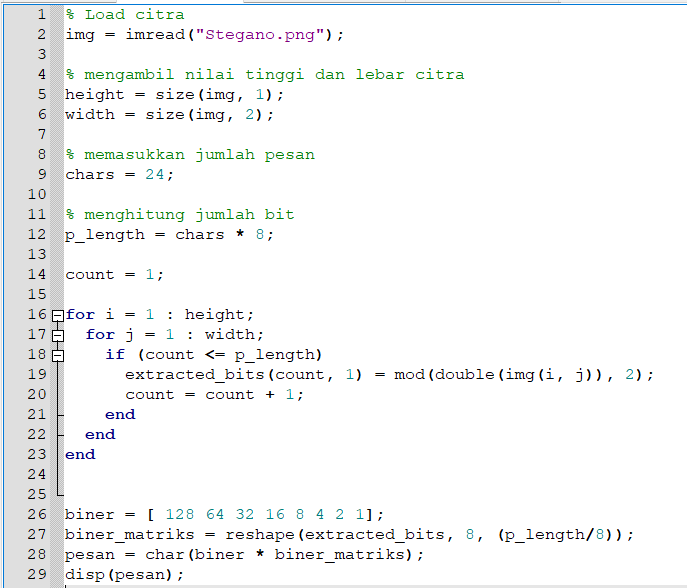 1 % Load citra
2 img = imread("Stegano.png");
3
4 % mengambil nilai tinggi dan lebar citra
5 height = size(img, 1);
6 width = size(img, 2);
7
8 % memasukkan jumlah pesan
9 chars = 24;
10
11 % menghitung jumlah bit
12 p_length = chars * 8;
13
14 count = 1;
15
16 for i = 1 : height;
17   for j = 1 : width;
18     if (count <= p_length)
19       extracted_bits(count, 1) = mod(double(img(i, j)), 2);
20       count = count + 1;
21     end
22   end
23 end
24
25
26 biner = [ 128 64 32 16 8 4 2 1];
27 biner_matriks = reshape(extracted_bits, 8, (p_length/8));
28 pesan = char(biner * biner_matriks);
29 disp(pesan);